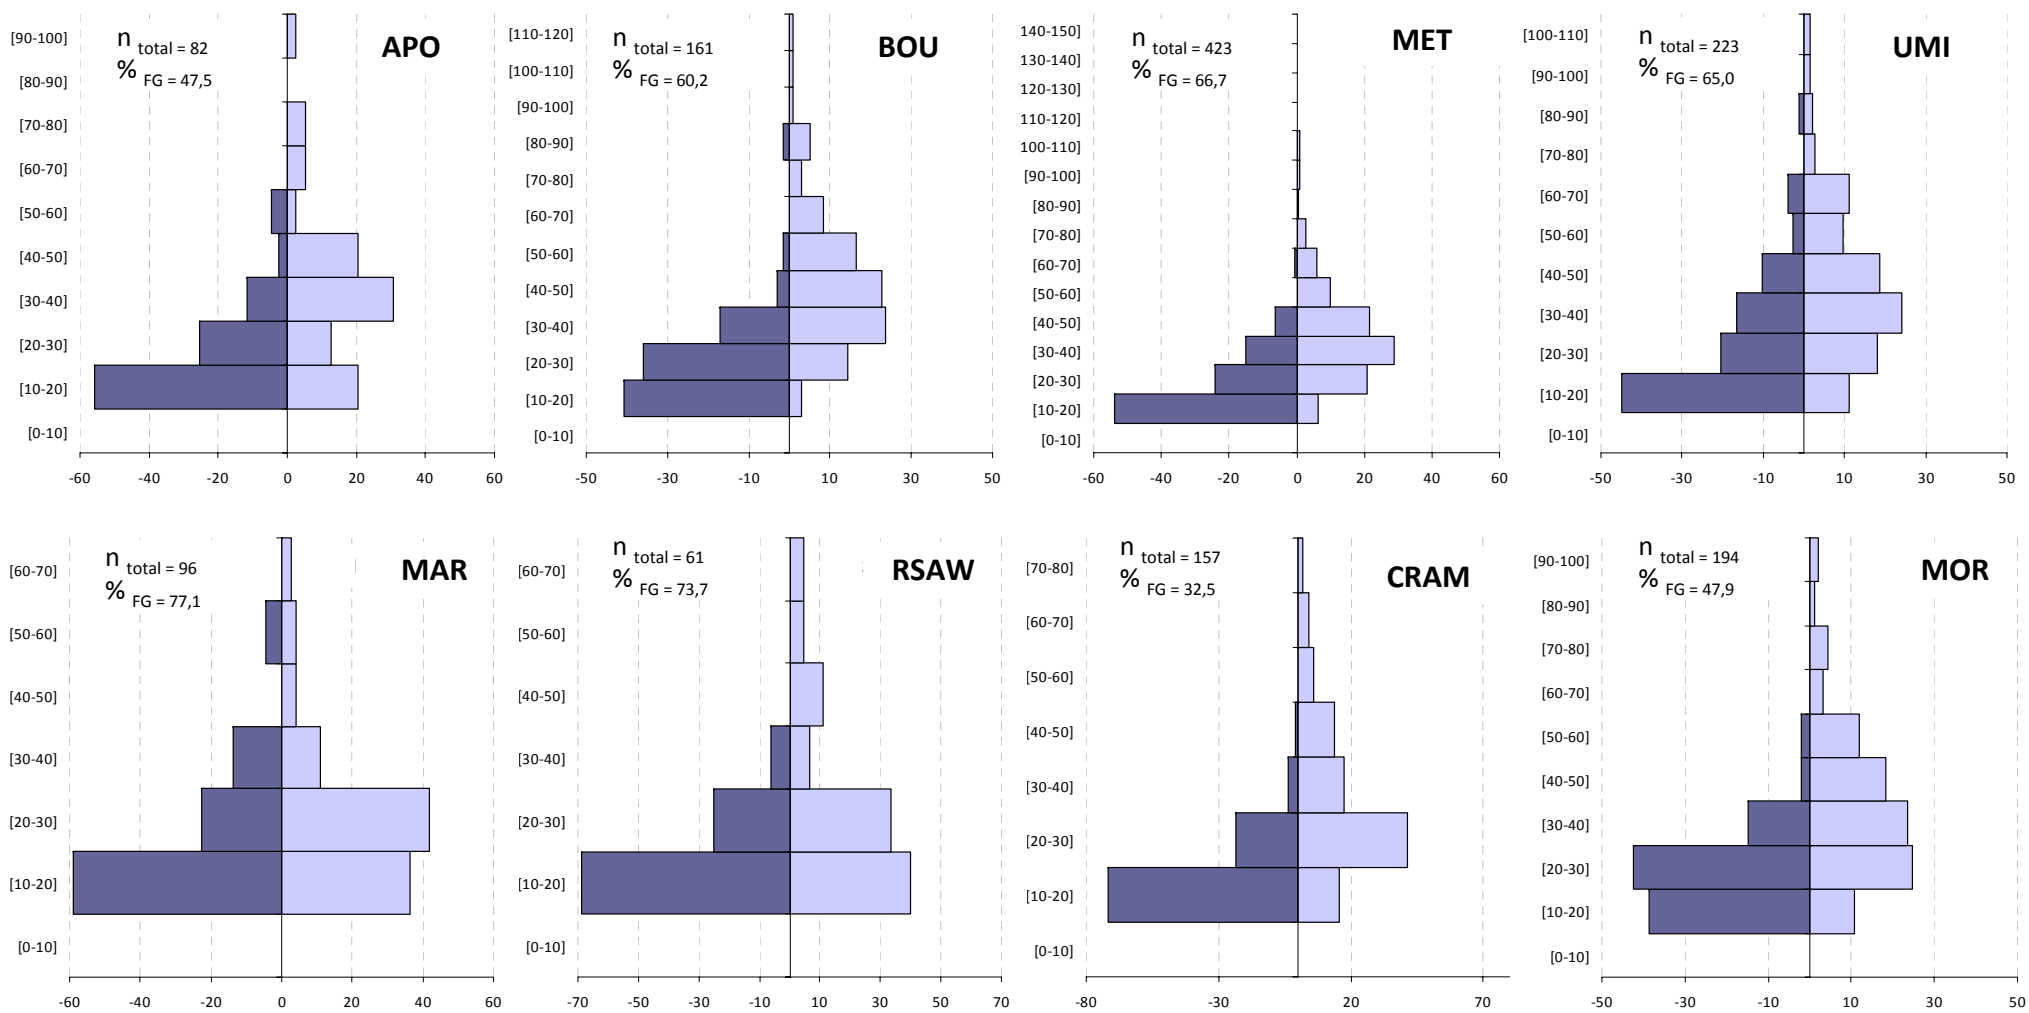 APO
n total = 82
% FG = 47,5
[90-100]
[80-90]
[70-80]
[60-70]
[50-60]
[40-50]
[30-40]
[20-30]
[10-20]
[0-10]
-60 -40 -20 0 20 40 60
BOU
n total = 161
% FG = 60,2
[110-120]
[100-110]
[90-100]
[80-90]
[70-80]
[60-70]
[50-60]
[40-50]
[30-40]
[20-30]
[10-20]
[0-10]
-50 -30 -10 10 30 50
MET
n total = 423
% FG = 66,7
140-150]
130-140]
120-130]
110-120]
100-110]
[90-100]
[80-90]
[70-80]
[60-70]
[50-60]
[40-50]
[30-40]
[20-30]
[10-20]
[0-10]
-60 -40 -20 0 20 40 60
UMI
n total = 223
% FG = 65,0
[100-110]
[90-100]
[80-90]
[70-80]
[60-70]
[50-60]
[40-50]
[30-40]
[20-30]
[10-20]
[0-10]
-50 -30 -10 10 30 50
MAR
n total = 96
% FG = 77,1
[60-70]
[50-60]
[40-50]
[30-40]
[20-30]
[10-20]
[0-10]
-60 -40 -20 0 20 40 60
RSAW
n total = 61
% FG = 73,7
[60-70]
[50-60]
[40-50]
[30-40]
[20-30]
[10-20]
[0-10]
-70 -50 -30 -10 10 30 50 70
CRAM
n total = 157
% FG = 32,5
[70-80]
[60-70]
[50-60]
[40-50]
[30-40]
[20-30]
[10-20]
[0-10]
-80 -30 20 70
MOR
n total = 194
% FG = 47,9
[90-100]
[80-90]
[70-80]
[60-70]
[50-60]
[40-50]
[30-40]
[20-30]
[10-20]
[0-10]
-50 -30 -10 10 30 50